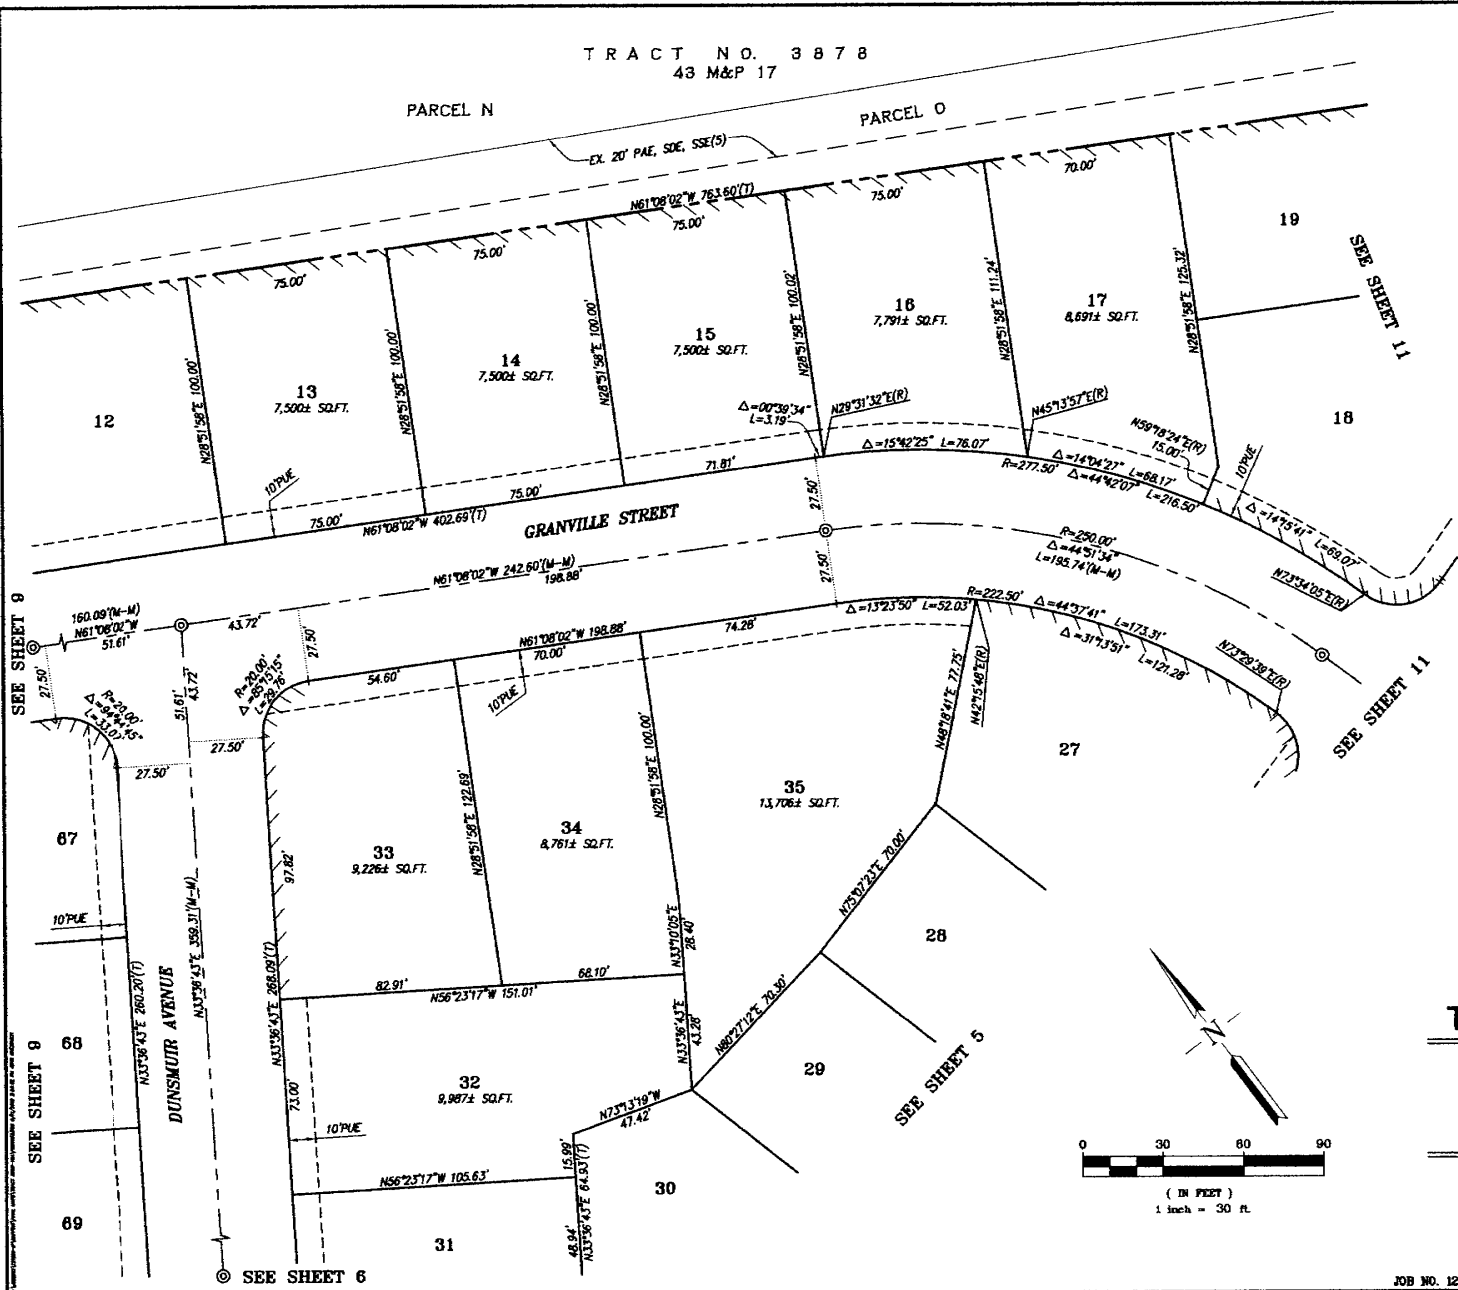 TRACT NO. 3878
43 M&P 17
PARCEL N
PARCEL O
EX. 20' PAE, SDE, SSE(5)
N61°08'02"W 763.60'(T)
75.00'
75.00'
75.00'
75.00'
70.00'
12
N28°51'58"E 100.00'
13
7,500± SQ.FT.
N28°51'58"E 100.00'
14
7,500± SQ.FT.
N28°51'58"E 100.00'
15
7,500± SQ.FT.
N28°51'58"E 100.02'
16
7,791± SQ.FT.
N28°51'58"E 111.24'
17
8,691± SQ.FT.
N28°51'58"E 125.32'
19
18
SEE SHEET 11
10'PUE
75.00'
N61°08'02"W 402.69'(T)
75.00'
71.81'
Δ=00°39'34"
L=3.19'
N29°31'32"E(R)
Δ=15°42'25" L=76.07'
N45°13'57"E(R)
R=277.50'
Δ=14°04'27" L=68.17'
Δ=44°42'07" L=216.50'
N59°18'24"E(R)
15.00'
10'PUE
Δ=14°15'41" L=69.07'
N73°34'05"E(R)
GRANVILLE STREET
27.50'
27.50'
N61°08'02"W 242.60'(M-M)
198.88'
R=250.00'
Δ=44°51'34"
L=195.74'(M-M)
SEE SHEET 9
160.09'(M-M)
N61°08'02"W
51.61'
43.72'
27.50'
27.50'
R=20.00'
Δ=94°44'45"
L=33.07'
51.61'
43.72'
R=20.00'
Δ=85°15'15"
L=29.76'
27.50'
27.50'
54.60'
N61°08'02"W 198.88'
70.00'
10'PUE
74.28'
Δ=13°23'50" L=52.03'
R=222.50'
Δ=44°37'41"
L=173.31'
Δ=31°13'51"
L=121.28'
N73°29'39"E(R)
N48°18'41"E 77.75'
N42°15'48"E(R)
SEE SHEET 11
67
97.82'
33
9,226± SQ.FT.
N28°51'58"E 122.69'
34
8,761± SQ.FT.
N28°51'58"E 100.00'
35
13,706± SQ.FT.
27
N75°07'23"E 70.00'
28
10'PUE
N33°36'43"E 359.31'(M-M)
N33°10'05"E
28.40'
82.91'
68.10'
N56°23'17"W 151.01'
N33°36'43"E 268.09'(T)
N33°36'43"E 260.20'(T)
DUNSMUIR AVENUE
N33°36'43"E
43.28'
N80°27'12"E 70.30'
29
SEE SHEET 5
N
68
SEE SHEET 9
73.00'
32
9,987± SQ.FT.
N73°13'19"W
47.42'
10'PUE
15.99'
N56°23'17"W 105.63'
N33°36'43"E 64.93'(T)
48.94'
30
69
31
SEE SHEET 6
0 30 60 90
( IN FEET )
1 inch = 30 ft.
JOB NO. 12